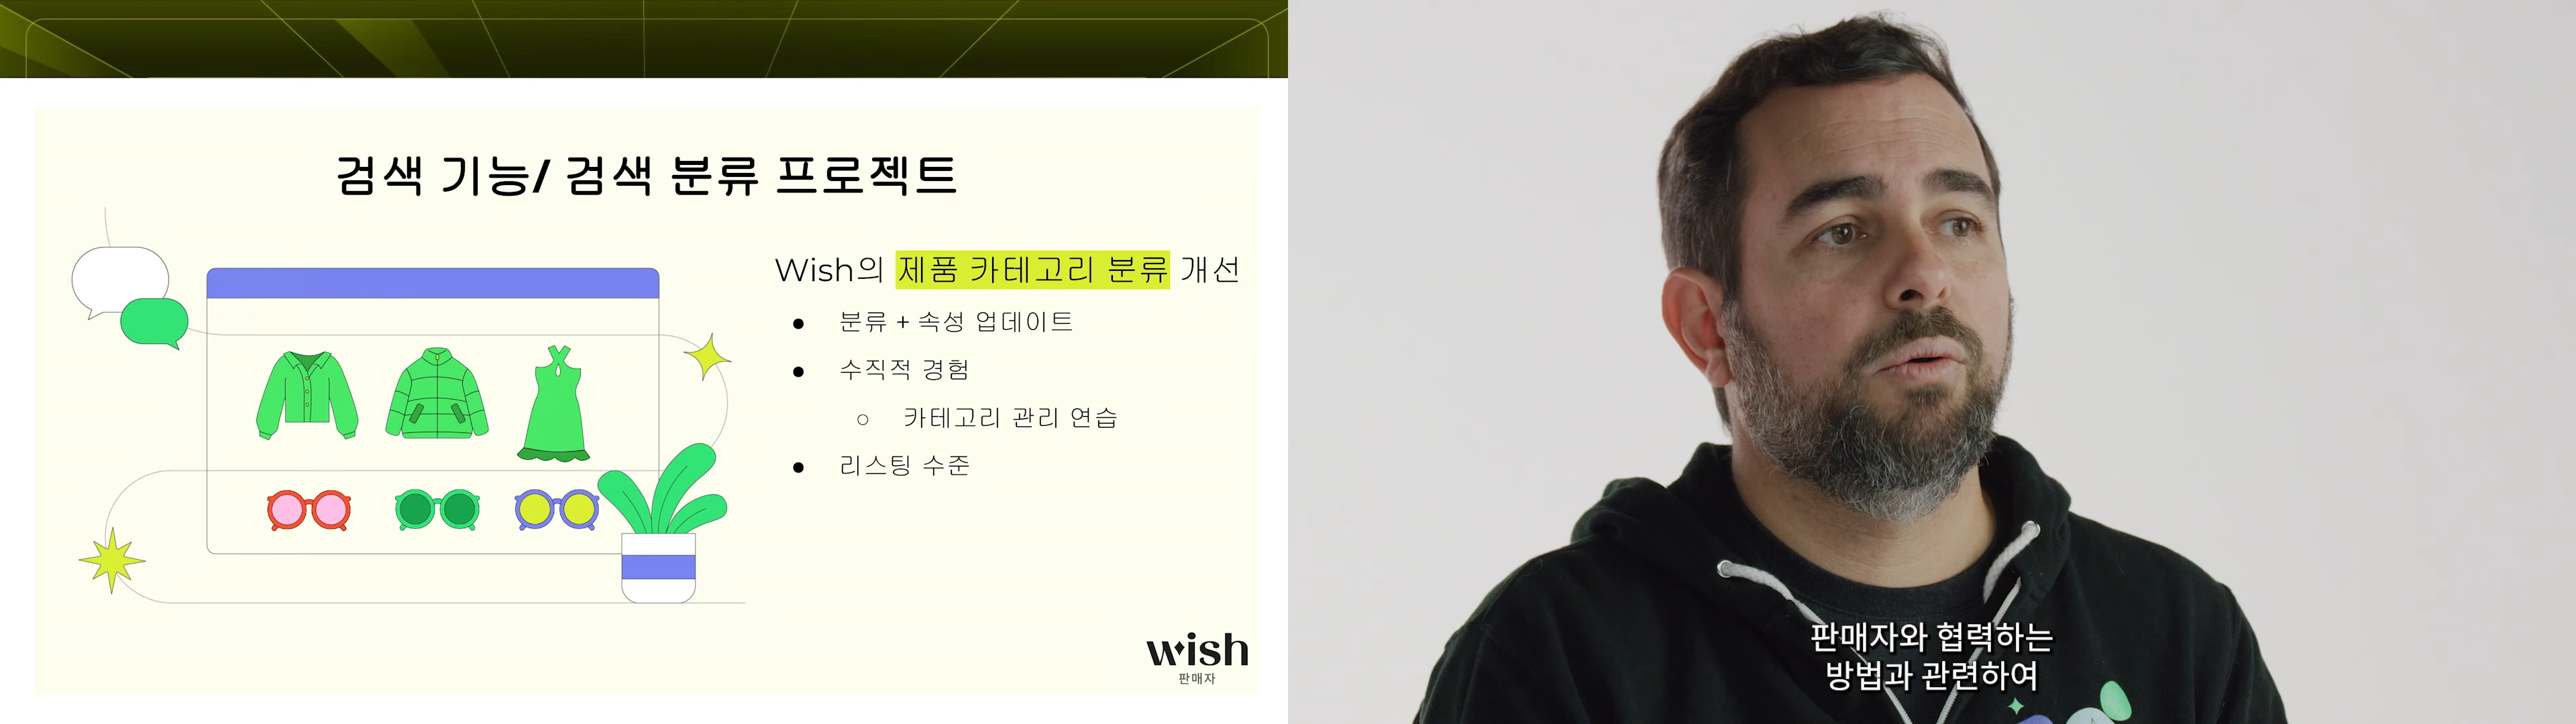 검색 기능/ 검색 분류 프로젝트
Wish의 제품 카테고리 분류 개선
● 분류 + 속성 업데이트
● 수직적 경험
○ 카테고리 관리 연습
● 리스팅 수준
wish
판매자
판매자와 협력하는
방법과 관련하여